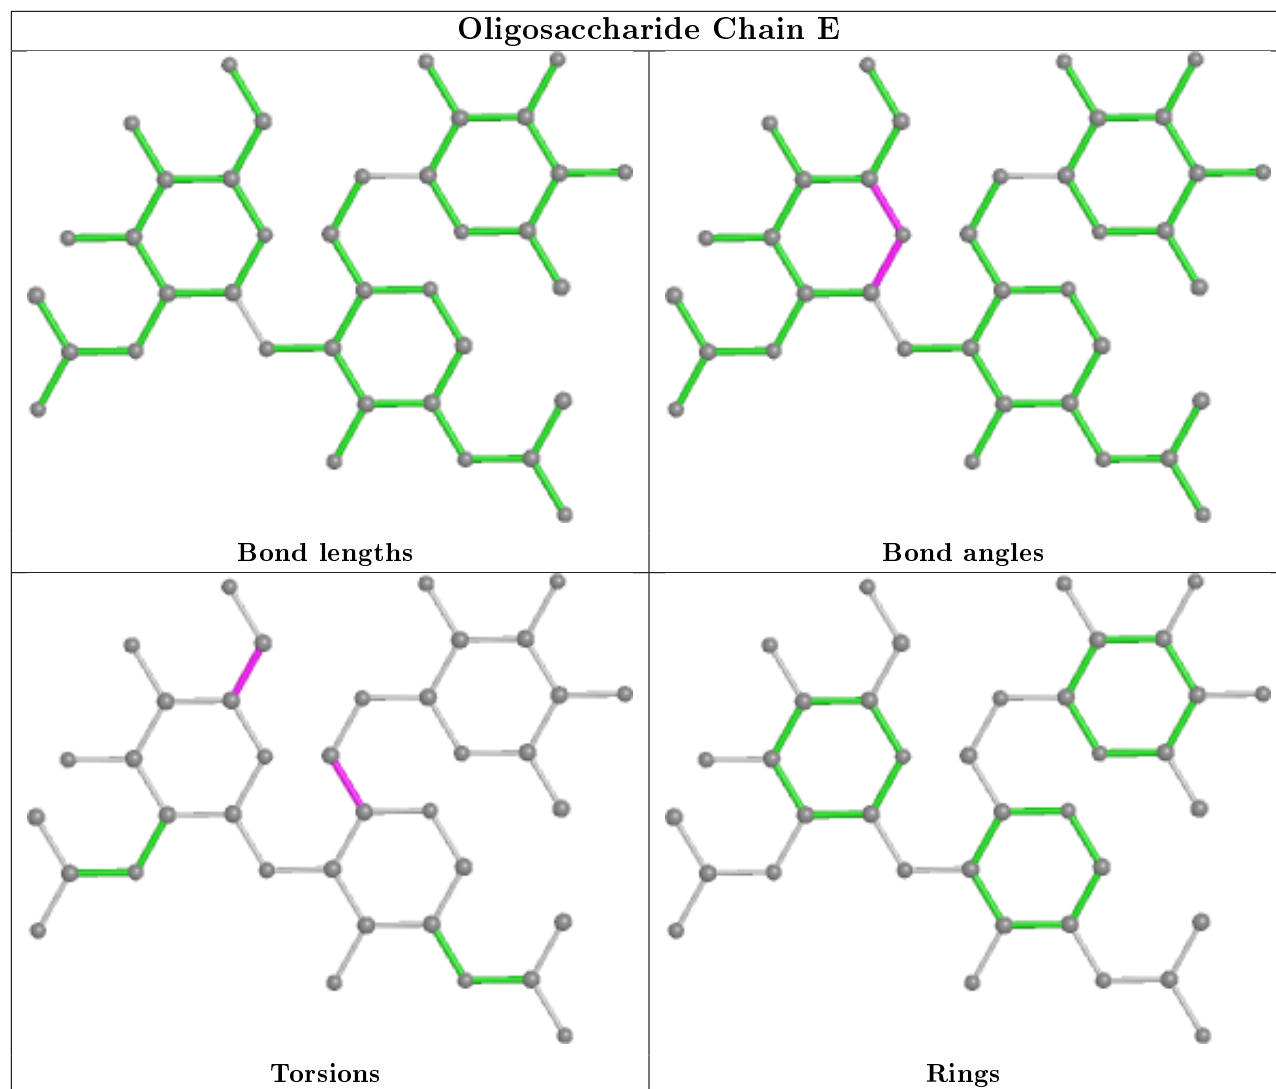 Oligosaccharide Chain E
Bond lengths
Bond angles
Torsions
Rings